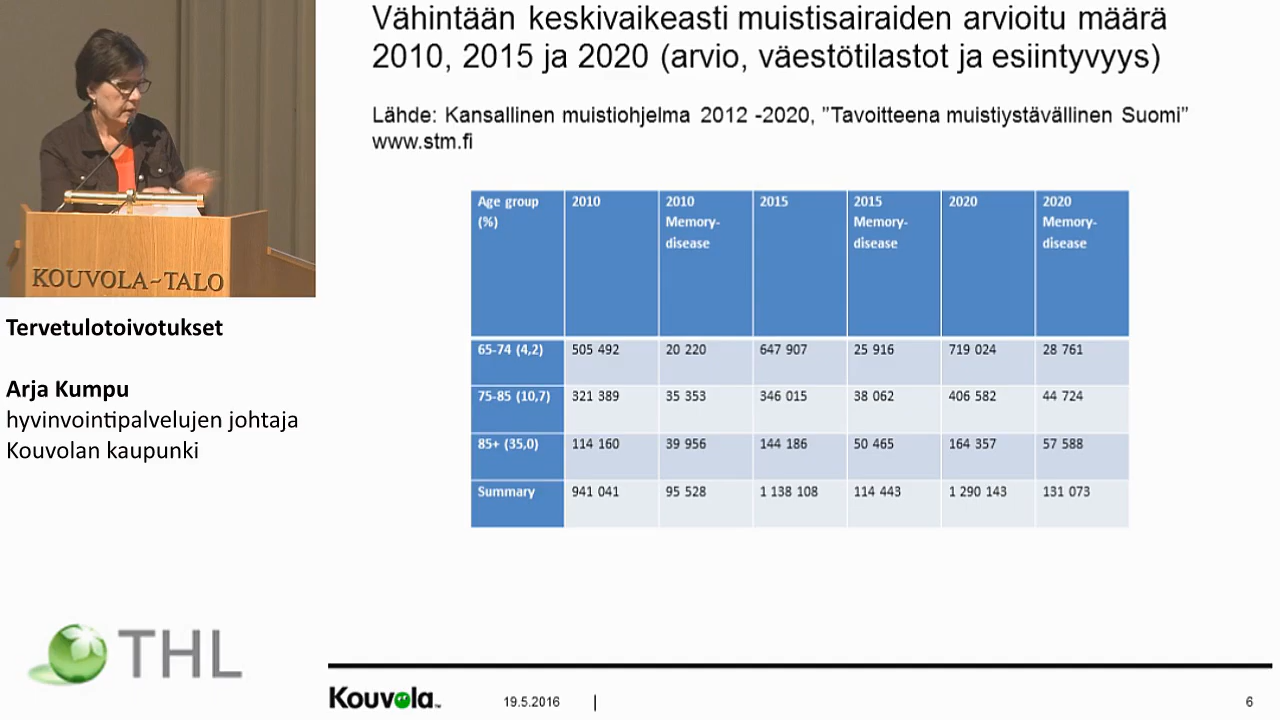 Vähintään keskivaikeasti muistisairaiden arvioitu määrä
2010, 2015 ja 2020 (arvio, väestötilastot ja esiintyvyys)
Lähde: Kansallinen muistiohjelma 2012 -2020, ”Tavoitteena muistiystävällinen Suomi”
www.stm.fi
Age group (%) 2010 2010 Memory-disease 2015 2015 Memory-disease 2020 2020 Memory-disease
65-74 (4,2) 505 492 20 220 647 907 25 916 719 024 28 761
75-85 (10,7) 321 389 35 353 346 015 38 062 406 582 44 724
85+ (35,0) 114 160 39 956 144 186 50 465 164 357 57 588
Summary 941 041 95 528 1 138 108 114 443 1 290 143 131 073
KOUVOLA-TALO
Tervetulotoivotukset
Arja Kumpu
hyvinvointipalvelujen johtaja
Kouvolan kaupunki
THL
Kouvola™
19.5.2016
6